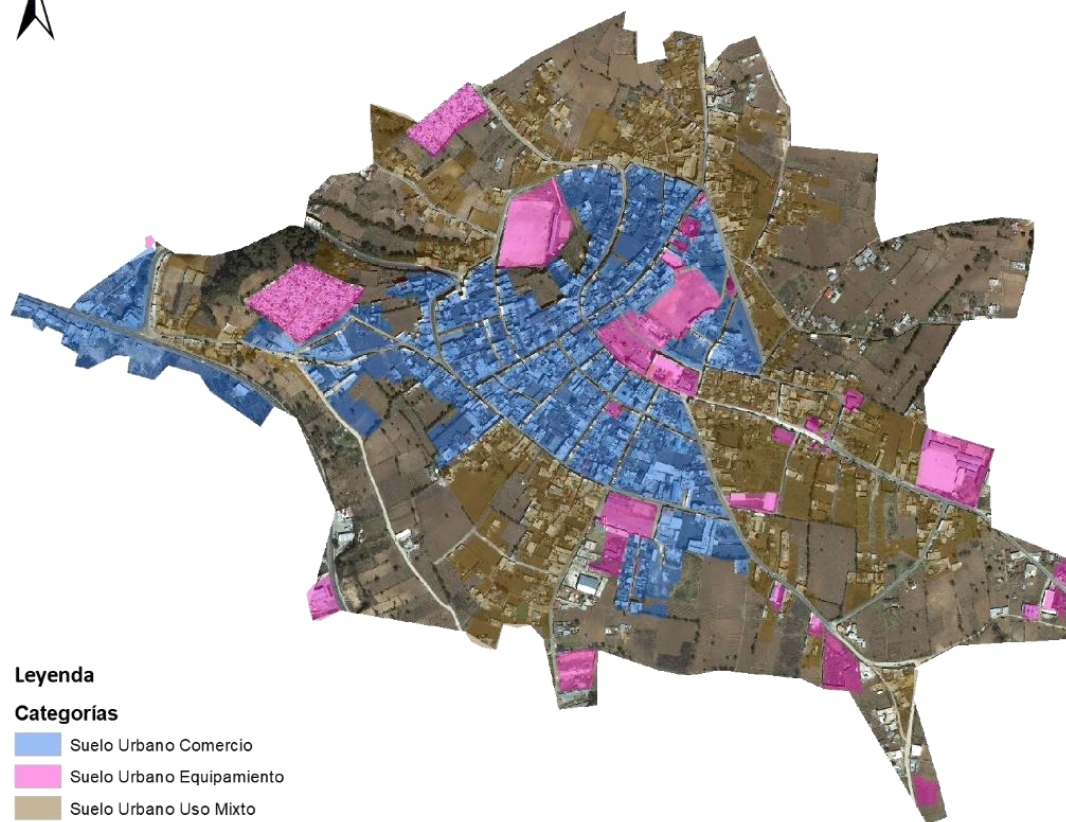 Leyenda
Categorías
Suelo Urbano Comercio
Suelo Urbano Equipamiento
Suelo Urbano Uso Mixto